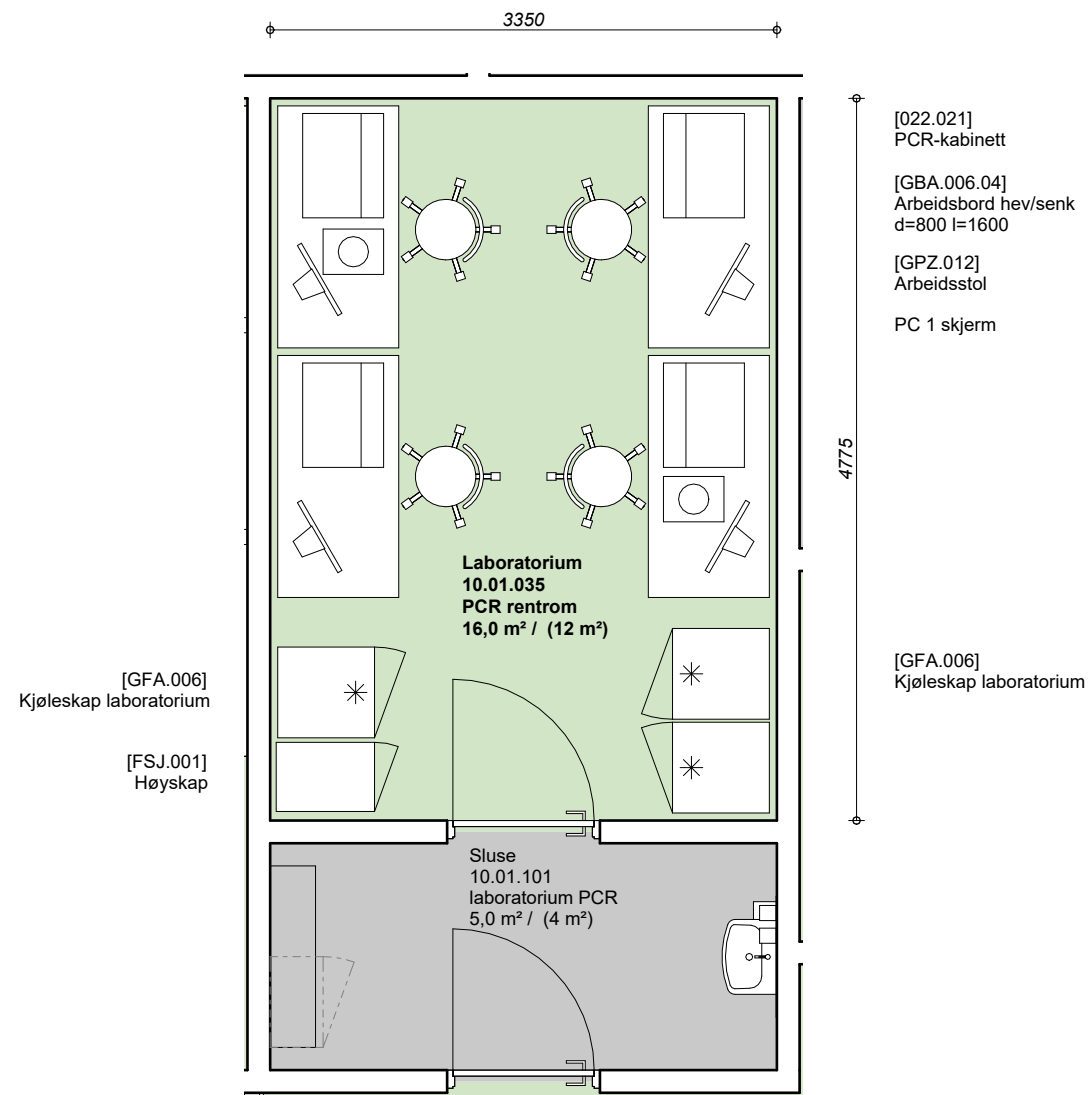 3350
[022.021]
PCR-kabinett
[GBA.006.04]
Arbeidsbord hev/senk
d=800 l=1600
[GPZ.012]
Arbeidsstol
PC 1 skjerm
4775
Laboratorium
10.01.035
PCR rentrom
16,0 m² / (12 m²)
[GFA.006]
Kjøleskap laboratorium
[FSJ.001]
Høyskap
[GFA.006]
Kjøleskap laboratorium
Sluse
10.01.101
laboratorium PCR
5,0 m² / (4 m²)